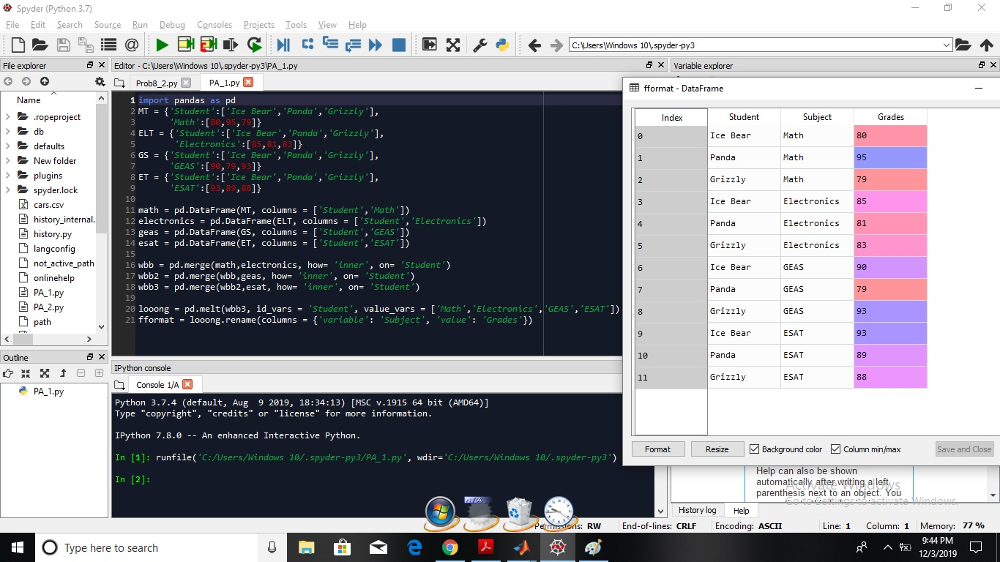 Spyder (Python 3.7)
File Edit Search Source Run Debug Consoles Projects Tools View Help
C:\Users\Windows 10\.spyder-py3
File explorer
Name
.ropeproject
db
defaults
New folder
plugins
spyder.lock
cars.csv
history_internal.
history.py
langconfig
not_active_path
onlinehelp
PA_1.py
PA_2.py
path
Outline
PA_1.py
Editor - C:\Users\Windows 10\.spyder-py3\PA_1.py
Prob8_2.py PA_1.py
1 import pandas as pd
2 MT = {'Student':['Ice Bear','Panda','Grizzly'],
3 'Math':[80,95,79]}
4 ELT = {'Student':['Ice Bear','Panda','Grizzly'],
5 'Electronics':[85,81,83]}
6 GS = {'Student':['Ice Bear','Panda','Grizzly'],
7 'GEAS':[90,79,93]}
8 ET = {'Student':['Ice Bear','Panda','Grizzly'],
9 'ESAT':[93,89,88]}
10
11 math = pd.DataFrame(MT, columns = ['Student','Math'])
12 electronics = pd.DataFrame(ELT, columns = ['Student','Electronics'])
13 geas = pd.DataFrame(GS, columns = ['Student','GEAS'])
14 esat = pd.DataFrame(ET, columns = ['Student','ESAT'])
15
16 wbb = pd.merge(math,electronics, how= 'inner', on= 'Student')
17 wbb2 = pd.merge(wbb,geas, how= 'inner', on= 'Student')
18 wbb3 = pd.merge(wbb2,esat, how= 'inner', on= 'Student')
19
20 looong = pd.melt(wbb3, id_vars = 'Student', value_vars = ['Math','Electronics','GEAS','ESAT'])
21 fformat = looong.rename(columns = {'variable': 'Subject', 'value': 'Grades'})
IPython console
Console 1/A
Python 3.7.4 (default, Aug 9 2019, 18:34:13) [MSC v.1915 64 bit (AMD64)]
Type "copyright", "credits" or "license" for more information.
IPython 7.8.0 -- An enhanced Interactive Python.
In [1]: runfile('C:/Users/Windows 10/.spyder-py3/PA_1.py', wdir='C:/Users/Windows 10/.spyder-py3')
In [2]:
Variable explorer
fformat - DataFrame
Index Student Subject Grades
0 Ice Bear Math 80
1 Panda Math 95
2 Grizzly Math 79
3 Ice Bear Electronics 85
4 Panda Electronics 81
5 Grizzly Electronics 83
6 Ice Bear GEAS 90
7 Panda GEAS 79
8 Grizzly GEAS 93
9 Ice Bear ESAT 93
10 Panda ESAT 89
11 Grizzly ESAT 88
Format Resize Background color Column min/max Save and Close
Help can also be shown
automatically after writing a left
parenthesis next to an object. You
Activate Windows
Go to Settings to activate Windows.
History log Help
Permissions: RW End-of-lines: CRLF Encoding: ASCII Line: 1 Column: 1 Memory: 77 %
Type here to search
9:44 PM
12/3/2019